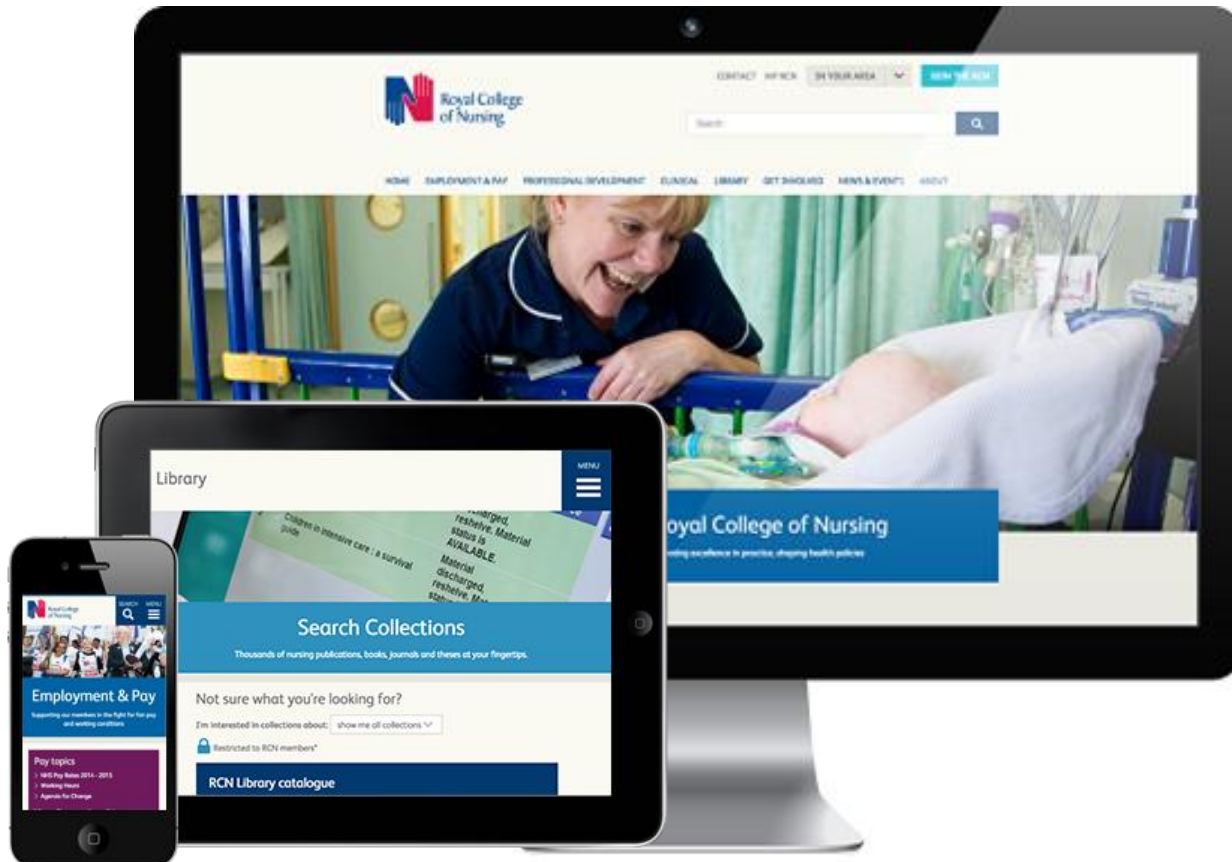 Royal College
of Nursing
CONTACT MY RCN IN YOUR AREA JOIN THE RCN
Search
HOME EMPLOYMENT & PAY PROFESSIONAL DEVELOPMENT CLINICAL LIBRARY GET INVOLVED NEWS & EVENTS ABOUT
oyal College of Nursing
excellence in practice, shaping health policies
Library
MENU
Children in intensive care : a survival
guide
discharged,
reshelve. Material
status is
AVAILABLE.
Material
discharged,
reshelve.
Search Collections
Thousands of nursing publications, books, journals and theses at your fingertips.
Not sure what you're looking for?
I'm interested in collections about: show me all collections
Restricted to RCN members*
RCN Library catalogue
Royal College
of Nursing
SEARCH MENU
Employment & Pay
Supporting our members in the fight for fair pay
and working conditions
Pay topics
> NHS Pay Rates 2014 - 2015
> Working Hours
> Agenda for Change